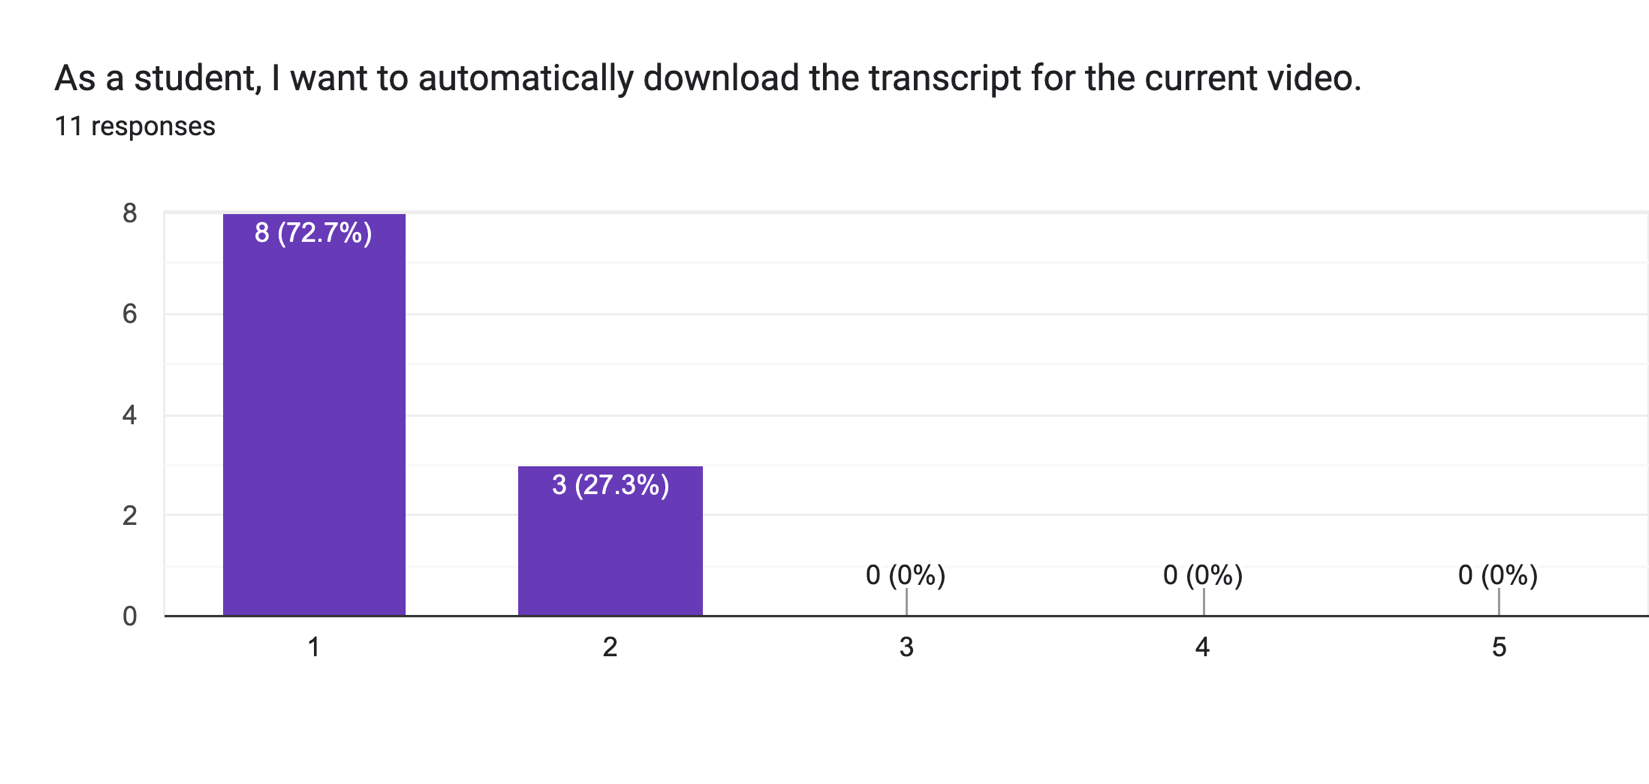 As a student, I want to automatically download the transcript for the current video.
11 responses
8
8 (72.7%)
6
4
3 (27.3%)
2
0 (0%) 0 (0%) 0 (0%)
0
1 2 3 4 5